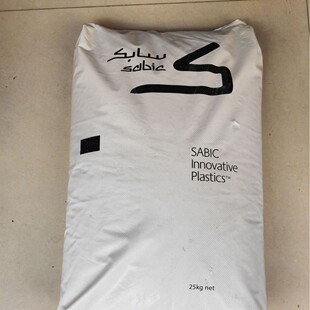 سابك
sabic
SABIC
Innovative
Plastics™
25kg net